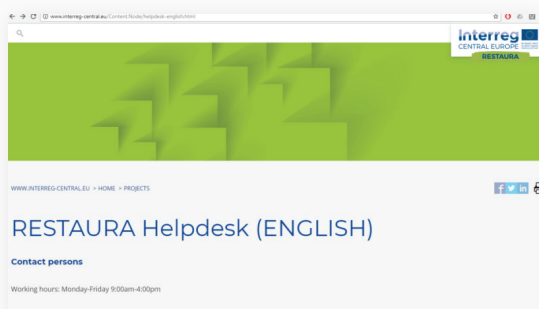 www.interreg-central.eu/Content.Node/helpdesk-english.html
Interreg
CENTRAL EUROPE
RESTAURA
WWW.INTERREG-CENTRAL.EU > HOME > PROJECTS
RESTAURA Helpdesk (ENGLISH)
Contact persons
Working hours: Monday-Friday 9:00am-4:00pm